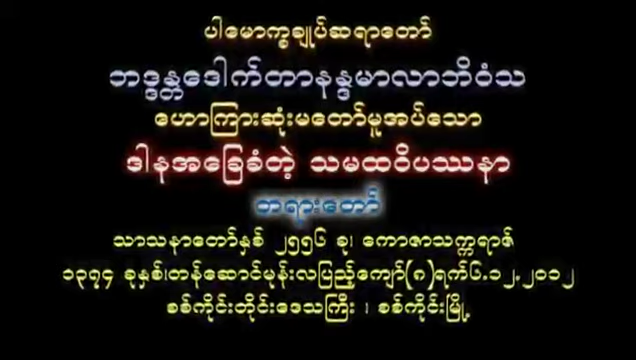 ပါမောက္ခချုပ်ဆရာတော်
ဘဒ္ဒန္တဒေါက်တာနန္ဒမာလာဘိဝံသ
ဟောကြားဆုံးမတော်မူအပ်သော
ဒါနအခြေခံတဲ့ သမထဝိပဿနာ
တရားတော်
သာသနာတော်နှစ် ၂၅၅၆ ခု၊ ကောဇာသက္ကရာဇ်
၁၃၇၄ ခုနှစ်၊တန်ဆောင်မုန်းလပြည့်ကျော်(၈)ရက်၆.၁၂.၂၀၁၂
စစ်ကိုင်းတိုင်းဒေသကြီး ၊ စစ်ကိုင်းမြို့